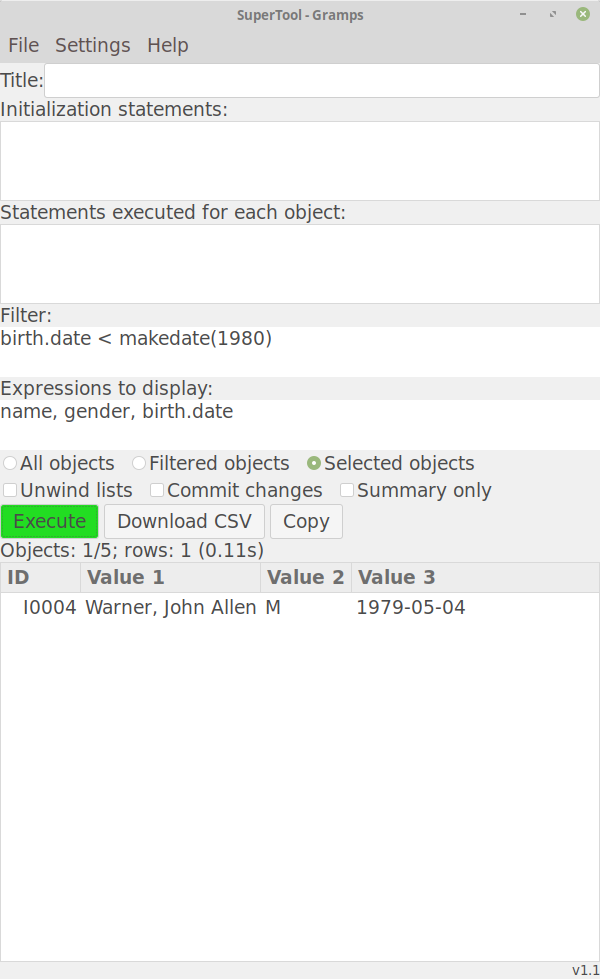 SuperTool - Gramps
File Settings Help
Title:
Initialization statements:
Statements executed for each object:
Filter:
birth.date < makedate(1980)
Expressions to display:
name, gender, birth.date
All objects Filtered objects Selected objects
Unwind lists Commit changes Summary only
Execute Download CSV Copy
Objects: 1/5; rows: 1 (0.11s)
ID Value 1 Value 2 Value 3
I0004 Warner, John Allen M 1979-05-04
v1.1